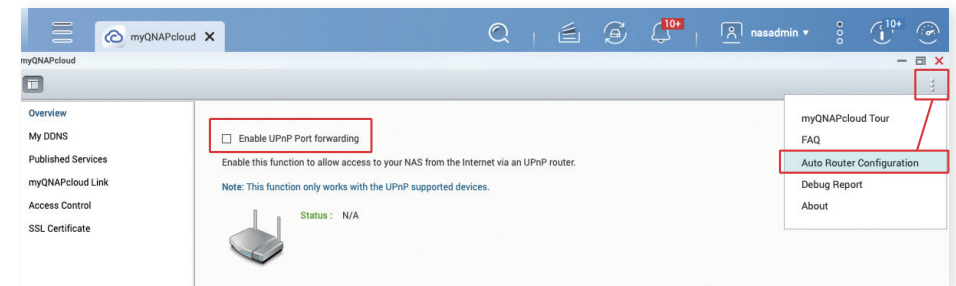 myQNAPcloud
10+
nasadmin
10+
myQNAPcloud
Overview
My DDNS
Published Services
myQNAPcloud Link
Access Control
SSL Certificate
Enable UPnP Port forwarding
Enable this function to allow access to your NAS from the Internet via an UPnP router.
Note: This function only works with the UPnP supported devices.
Status : N/A
myQNAPcloud Tour
FAQ
Auto Router Configuration
Debug Report
About